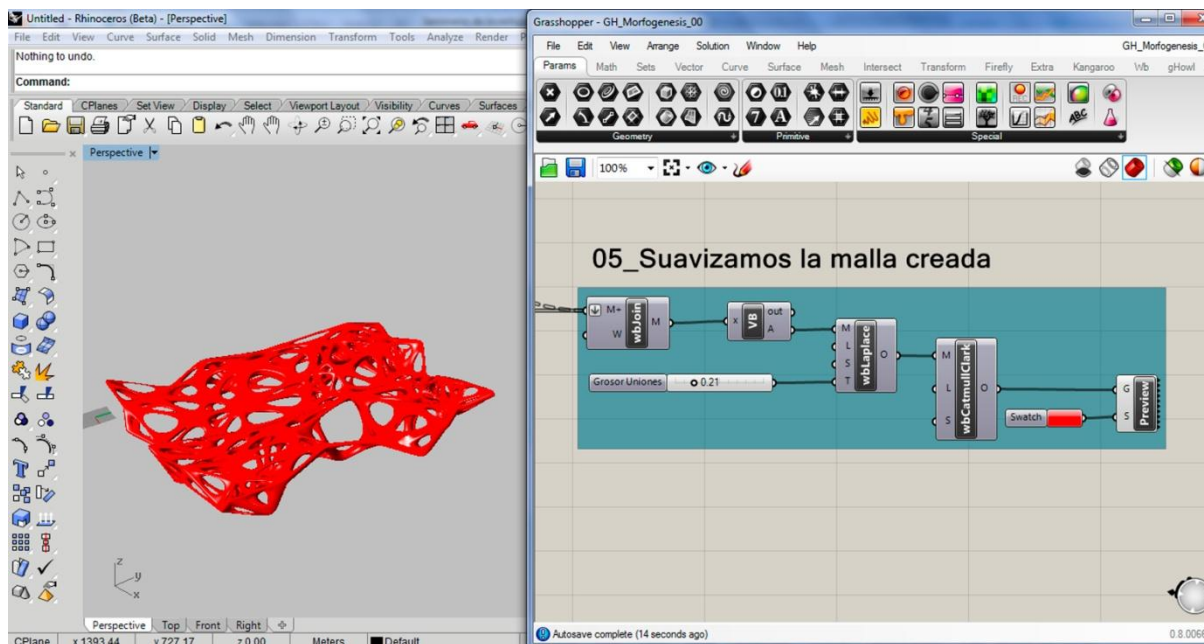 Untitled - Rhinoceros (Beta) - [Perspective]
File Edit View Curve Surface Solid Mesh Dimension Transform Tools Analyze Render
Nothing to undo.
Command:
Standard CPlanes Set View Display Select Viewport Layout Visibility Curves Surfaces
Perspective
z
y
x
Perspective Top Front Right
CPlane x 1393.44 y 727.17 z 0.00 Meters Default
Grasshopper - GH_Morfogenesis_00
File Edit View Arrange Solution Window Help GH_Morfogenesis_
Params Math Sets Vector Curve Surface Mesh Intersect Transform Firefly Extra Kangaroo Wb gHowl
Geometry Primitive Special
100%
05_Suavizamos la malla creada
M+ W wbJoin M
x VB out A
M L S T wbLaplace O
Grosor Uniones 0.21
M L S wbCatmullClark O
Swatch
G S Preview
Autosave complete (14 seconds ago) 0.8.006